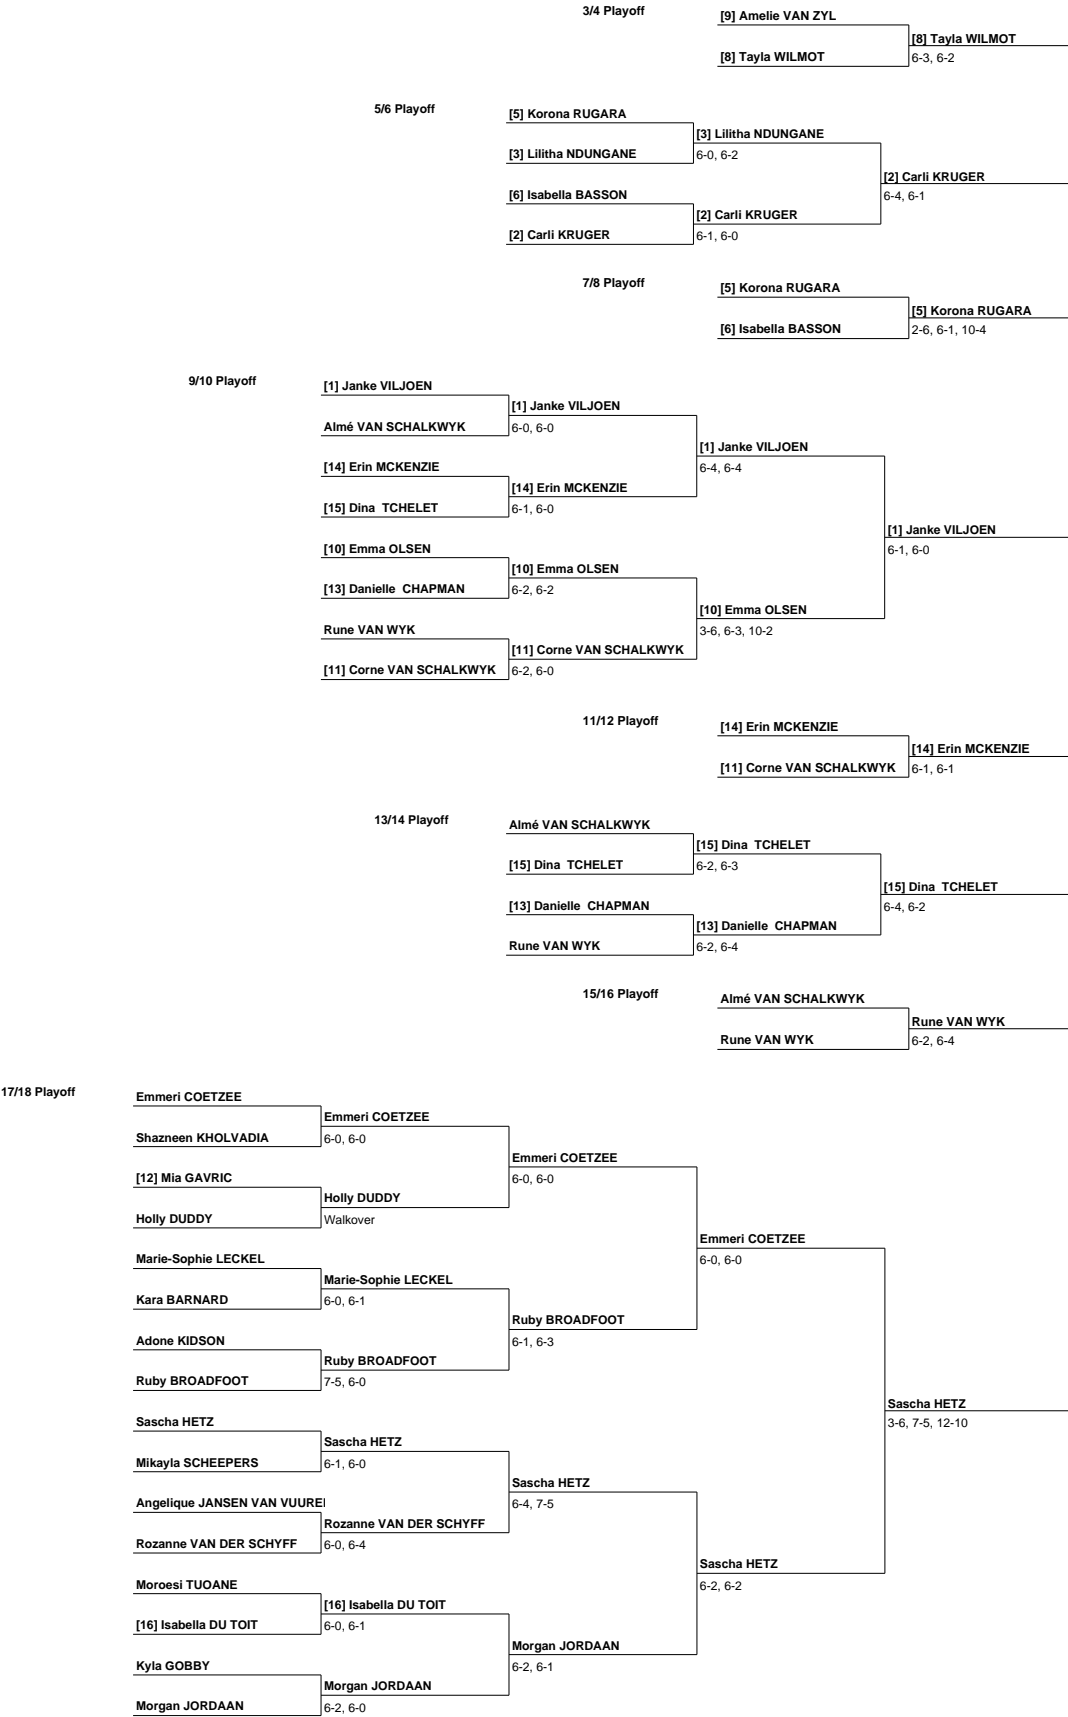 3/4 Playoff
[9] Amelie VAN ZYL
[8] Tayla WILMOT
[8] Tayla WILMOT
6-3, 6-2
5/6 Playoff
[5] Korona RUGARA
[3] Lilitha NDUNGANE
[3] Lilitha NDUNGANE
6-0, 6-2
[2] Carli KRUGER
6-4, 6-1
[6] Isabella BASSON
[2] Carli KRUGER
[2] Carli KRUGER
6-1, 6-0
7/8 Playoff
[5] Korona RUGARA
[5] Korona RUGARA
[6] Isabella BASSON
2-6, 6-1, 10-4
9/10 Playoff
[1] Janke VILJOEN
[1] Janke VILJOEN
Almé VAN SCHALKWYK
6-0, 6-0
[1] Janke VILJOEN
6-4, 6-4
[14] Erin MCKENZIE
[14] Erin MCKENZIE
[15] Dina  TCHELET
6-1, 6-0
[1] Janke VILJOEN
6-1, 6-0
[10] Emma OLSEN
[10] Emma OLSEN
[13] Danielle  CHAPMAN
6-2, 6-2
[10] Emma OLSEN
3-6, 6-3, 10-2
Rune VAN WYK
[11] Corne VAN SCHALKWYK
[11] Corne VAN SCHALKWYK
6-2, 6-0
11/12 Playoff
[14] Erin MCKENZIE
[14] Erin MCKENZIE
[11] Corne VAN SCHALKWYK
6-1, 6-1
13/14 Playoff
Almé VAN SCHALKWYK
[15] Dina  TCHELET
[15] Dina  TCHELET
6-2, 6-3
[15] Dina  TCHELET
6-4, 6-2
[13] Danielle  CHAPMAN
[13] Danielle  CHAPMAN
Rune VAN WYK
6-2, 6-4
15/16 Playoff
Almé VAN SCHALKWYK
Rune VAN WYK
Rune VAN WYK
6-2, 6-4
17/18 Playoff
Emmeri COETZEE
Emmeri COETZEE
Shazneen KHOLVADIA
6-0, 6-0
Emmeri COETZEE
6-0, 6-0
[12] Mia GAVRIC
Holly DUDDY
Holly DUDDY
Walkover
Emmeri COETZEE
6-0, 6-0
Marie-Sophie LECKEL
Marie-Sophie LECKEL
Kara BARNARD
6-0, 6-1
Ruby BROADFOOT
6-1, 6-3
Adone KIDSON
Ruby BROADFOOT
Ruby BROADFOOT
7-5, 6-0
Sascha HETZ
3-6, 7-5, 12-10
Sascha HETZ
Sascha HETZ
Mikayla SCHEEPERS
6-1, 6-0
Sascha HETZ
6-4, 7-5
Angelique JANSEN VAN VUURE
Rozanne VAN DER SCHYFF
Rozanne VAN DER SCHYFF
6-0, 6-4
Sascha HETZ
6-2, 6-2
Moroesi TUOANE
[16] Isabella DU TOIT
[16] Isabella DU TOIT
6-0, 6-1
Morgan JORDAAN
6-2, 6-1
Kyla GOBBY
Morgan JORDAAN
Morgan JORDAAN
6-2, 6-0